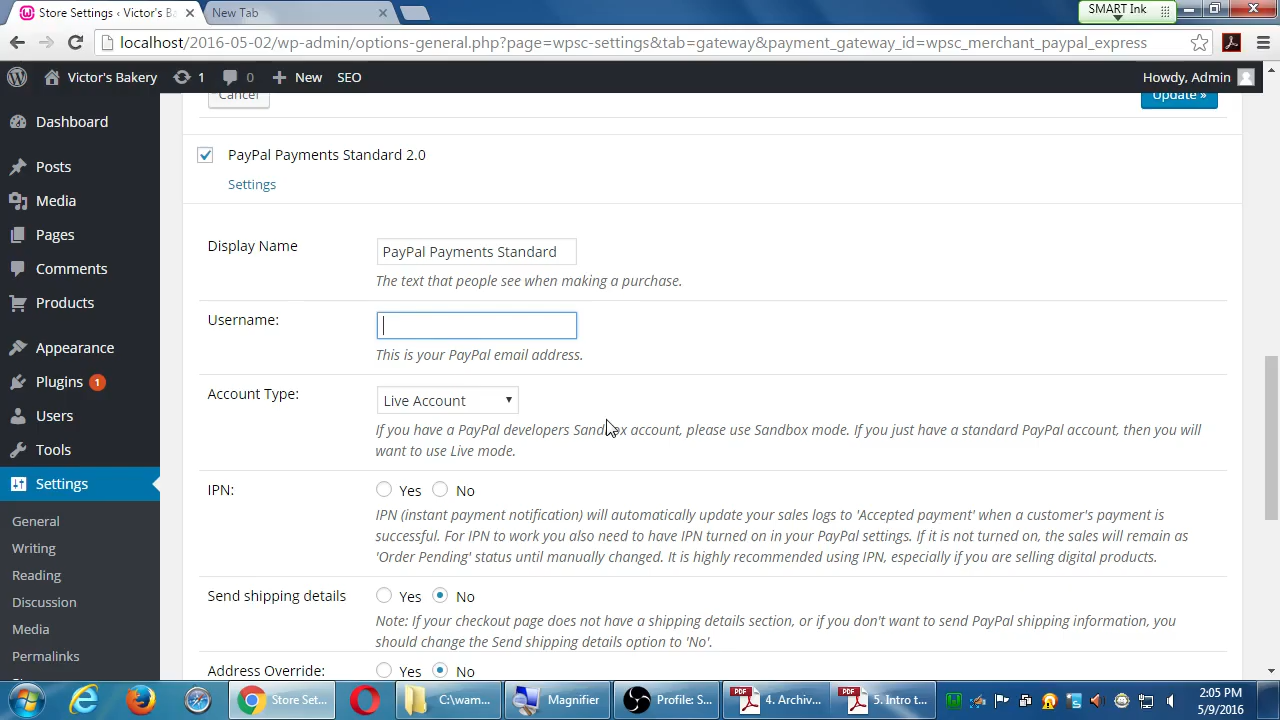 Store Settings ‹ Victor's Ba
New Tab
SMART Ink
localhost/2016-05-02/wp-admin/options-general.php?page=wpsc-settings&tab=gateway&payment_gateway_id=wpsc_merchant_paypal_express
Victor's Bakery
1
0
New
SEO
Howdy, Admin
Cancel
Update »
Dashboard
Posts
Media
Pages
Comments
Products
Appearance
Plugins 1
Users
Tools
Settings
General
Writing
Reading
Discussion
Media
Permalinks
PayPal Payments Standard 2.0
Settings
Display Name
PayPal Payments Standard
The text that people see when making a purchase.
Username:
This is your PayPal email address.
Account Type:
Live Account
If you have a PayPal developers Sandbox account, please use Sandbox mode. If you just have a standard PayPal account, then you will
want to use Live mode.
IPN:
Yes No
IPN (instant payment notification) will automatically update your sales logs to 'Accepted payment' when a customer's payment is
successful. For IPN to work you also need to have IPN turned on in your PayPal settings. If it is not turned on, the sales will remain as
'Order Pending' status until manually changed. It is highly recommended using IPN, especially if you are selling digital products.
Send shipping details
Yes No
Note: If your checkout page does not have a shipping details section, or if you don't want to send PayPal shipping information, you
should change the Send shipping details option to 'No'.
Address Override:
Yes No
Store Set...
C:\wam...
Magnifier
Profile: S...
PDF
4. Archiv...
PDF
5. Intro t...
2:05 PM
5/9/2016